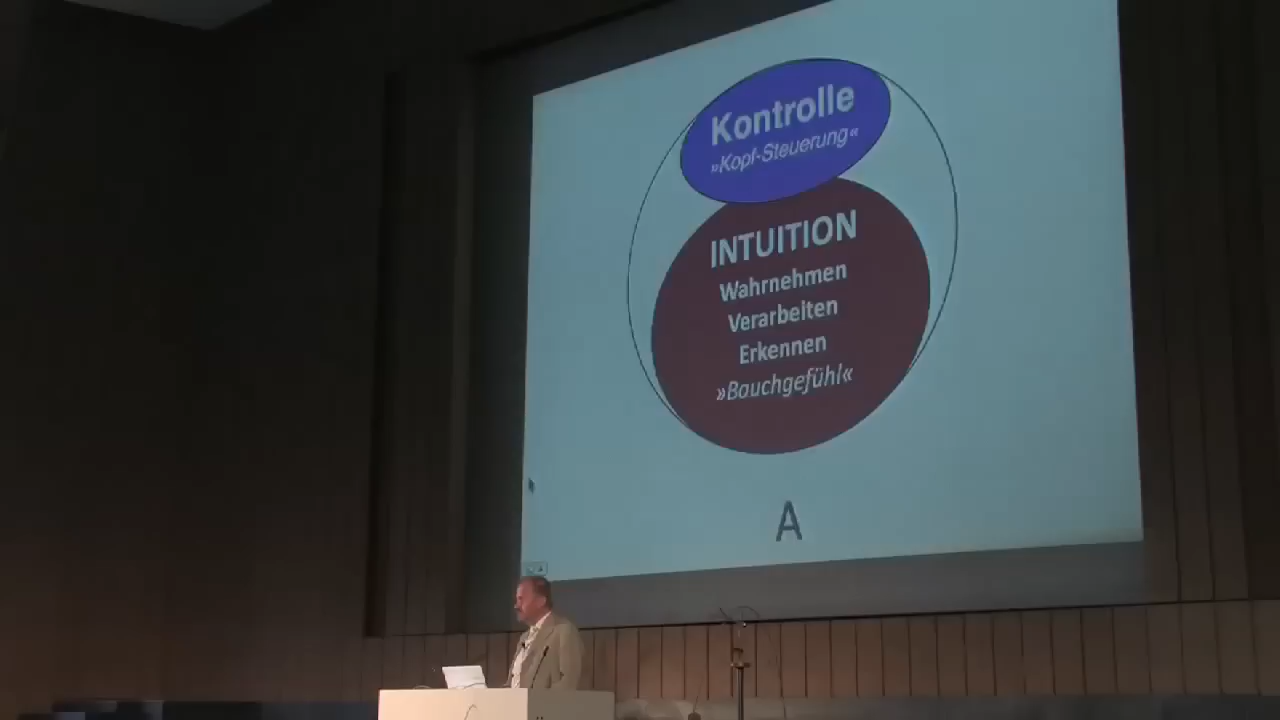 Kontrolle
»Kopf-Steuerung«
INTUITION
Wahrnehmen
Verarbeiten
Erkennen
»Bauchgefühl«
A